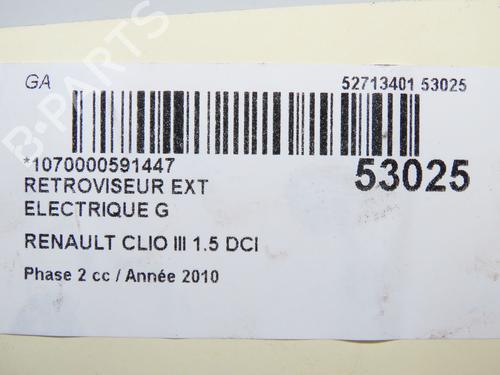 GA
52713401 53025
*1070000591447
53025
RETROVISEUR EXT
ELECTRIQUE G
RENAULT CLIO III 1.5 DCI
Phase 2 cc / Année 2010
B-PARTS